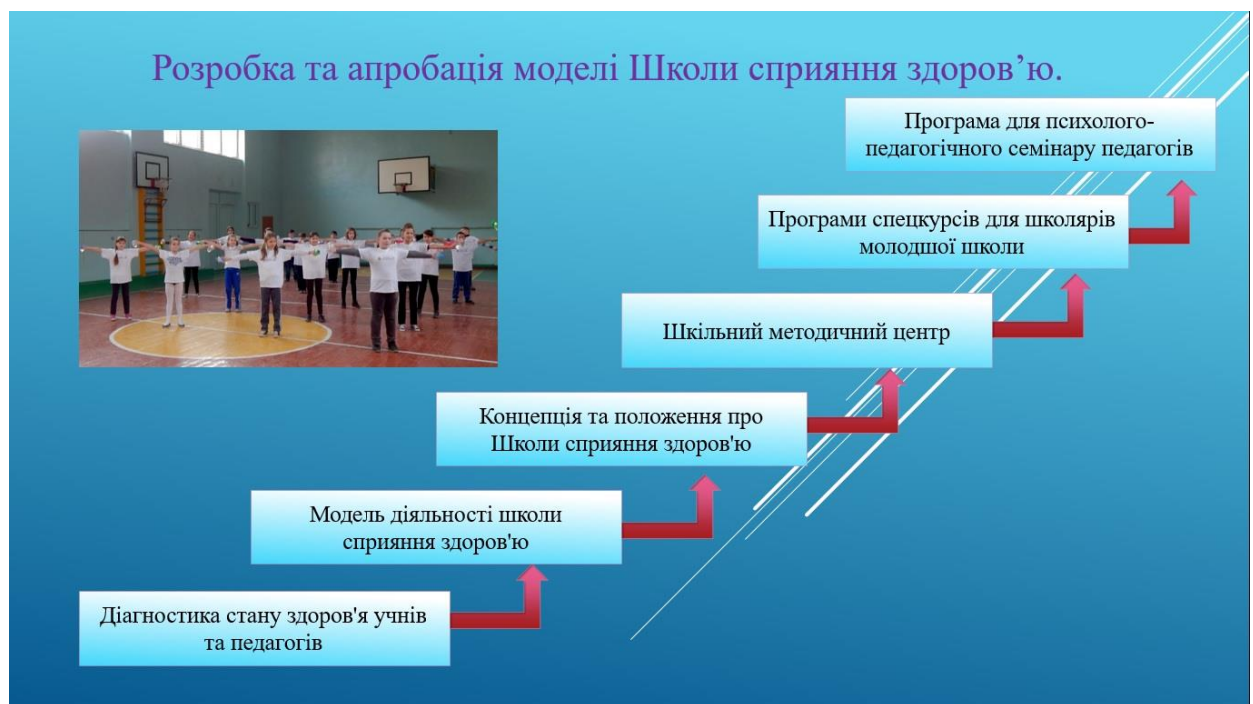 Розробка та апробація моделі Школи сприяння здоров’ю.
Програма для психолого-
педагогічного семінару педагогів
Програми спецкурсів для школярів
молодшої школи
Шкільний методичний центр
Концепція та положення про
Школи сприяння здоров'ю
Модель діяльності школи
сприяння здоров'ю
Діагностика стану здоров'я учнів
та педагогів